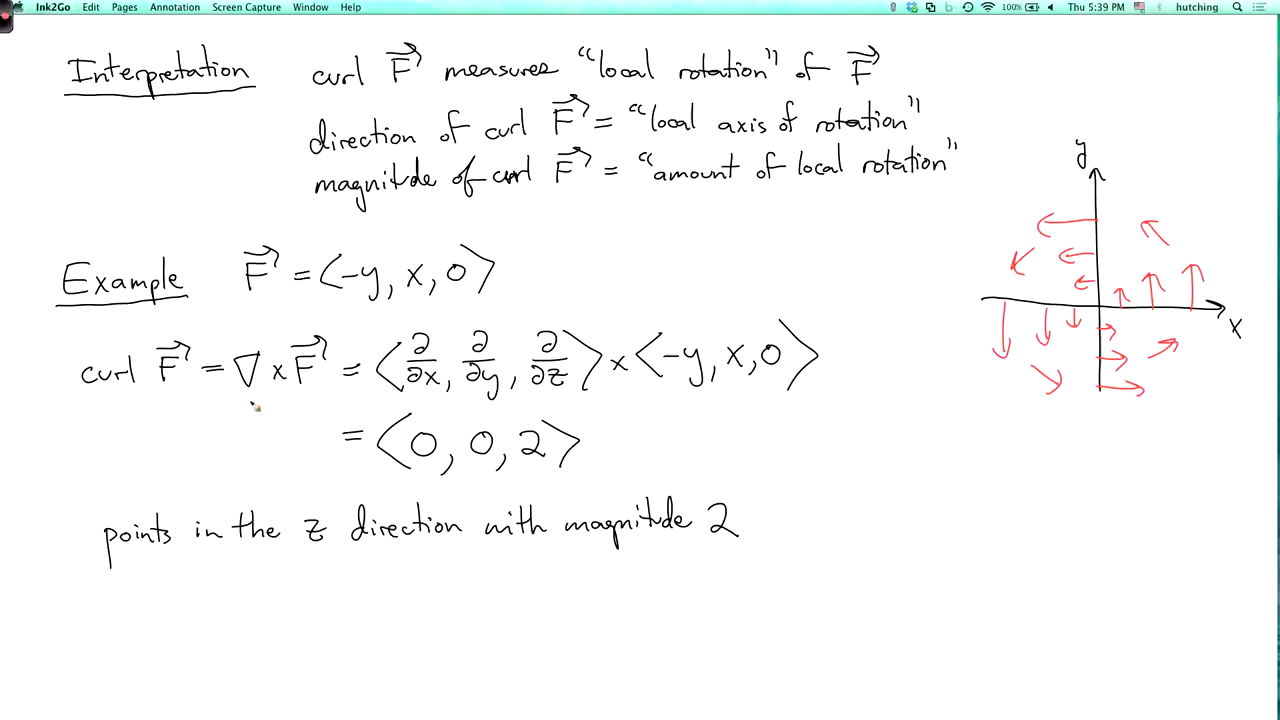 Ink2Go Edit Pages Annotation Screen Capture Window Help 100% Thu 5:39 PM hutching
Interpretation curl F⃗ measures “local rotation” of F⃗
direction of curl F⃗ = “local axis of rotation”
magnitude of curl F⃗ = “amount of local rotation”
y
x
Example F⃗ = ⟨-y, x, 0⟩
curl F⃗ = ∇ × F⃗ = ⟨∂/∂x, ∂/∂y, ∂/∂z⟩ × ⟨-y, x, 0⟩
= ⟨0, 0, 2⟩
points in the z direction with magnitude 2